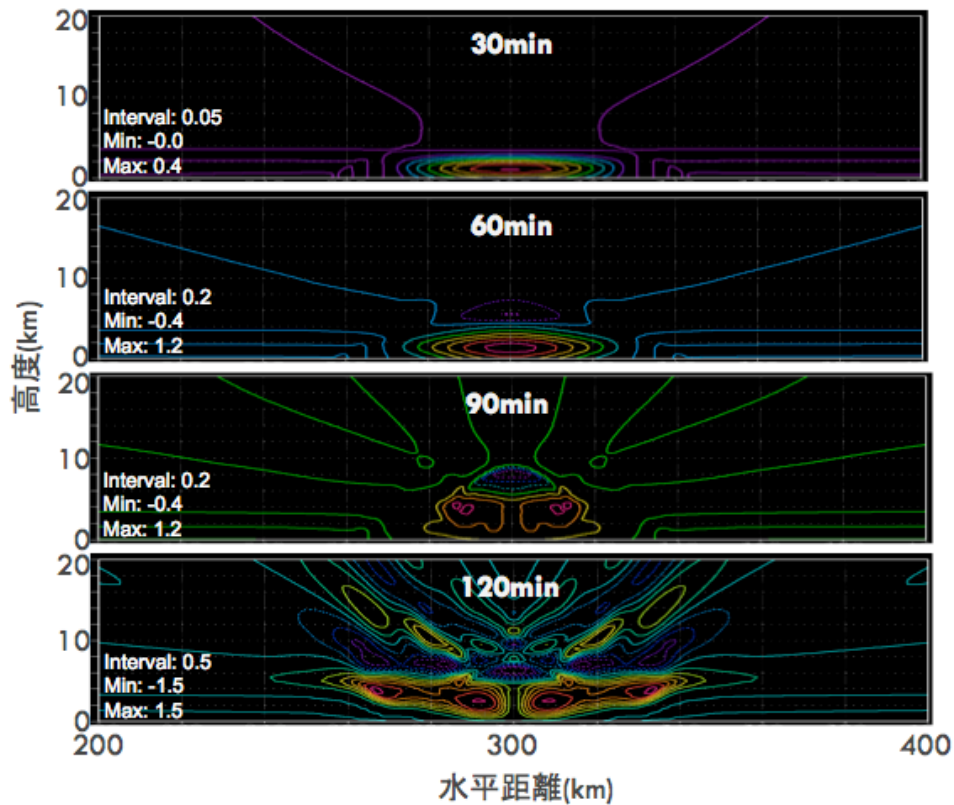 20
10
0
30min
Interval: 0.05
Min: -0.0
Max: 0.4
20
10
0
60min
Interval: 0.2
Min: -0.4
Max: 1.2
20
10
0
90min
Interval: 0.2
Min: -0.4
Max: 1.2
20
10
0
120min
Interval: 0.5
Min: -1.5
Max: 1.5
高度(km)
200
300
400
水平距離(km)